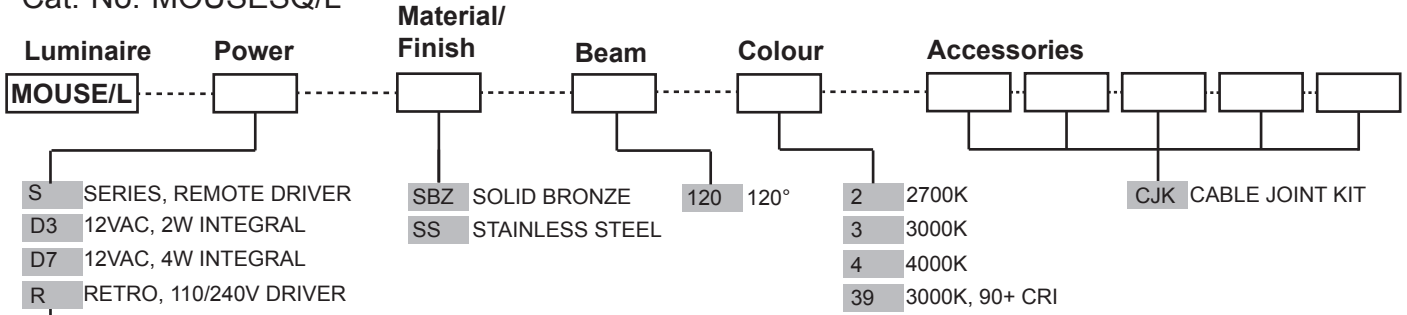 Cat. No. MOUSESQ/L
Material/
Finish
Luminaire Power Beam Colour Accessories
MOUSE/L
S SERIES, REMOTE DRIVER
D3 12VAC, 2W INTEGRAL
D7 12VAC, 4W INTEGRAL
R RETRO, 110/240V DRIVER
SBZ SOLID BRONZE
SS STAINLESS STEEL
120 120°
2 2700K
3 3000K
4 4000K
39 3000K, 90+ CRI
CJK CABLE JOINT KIT